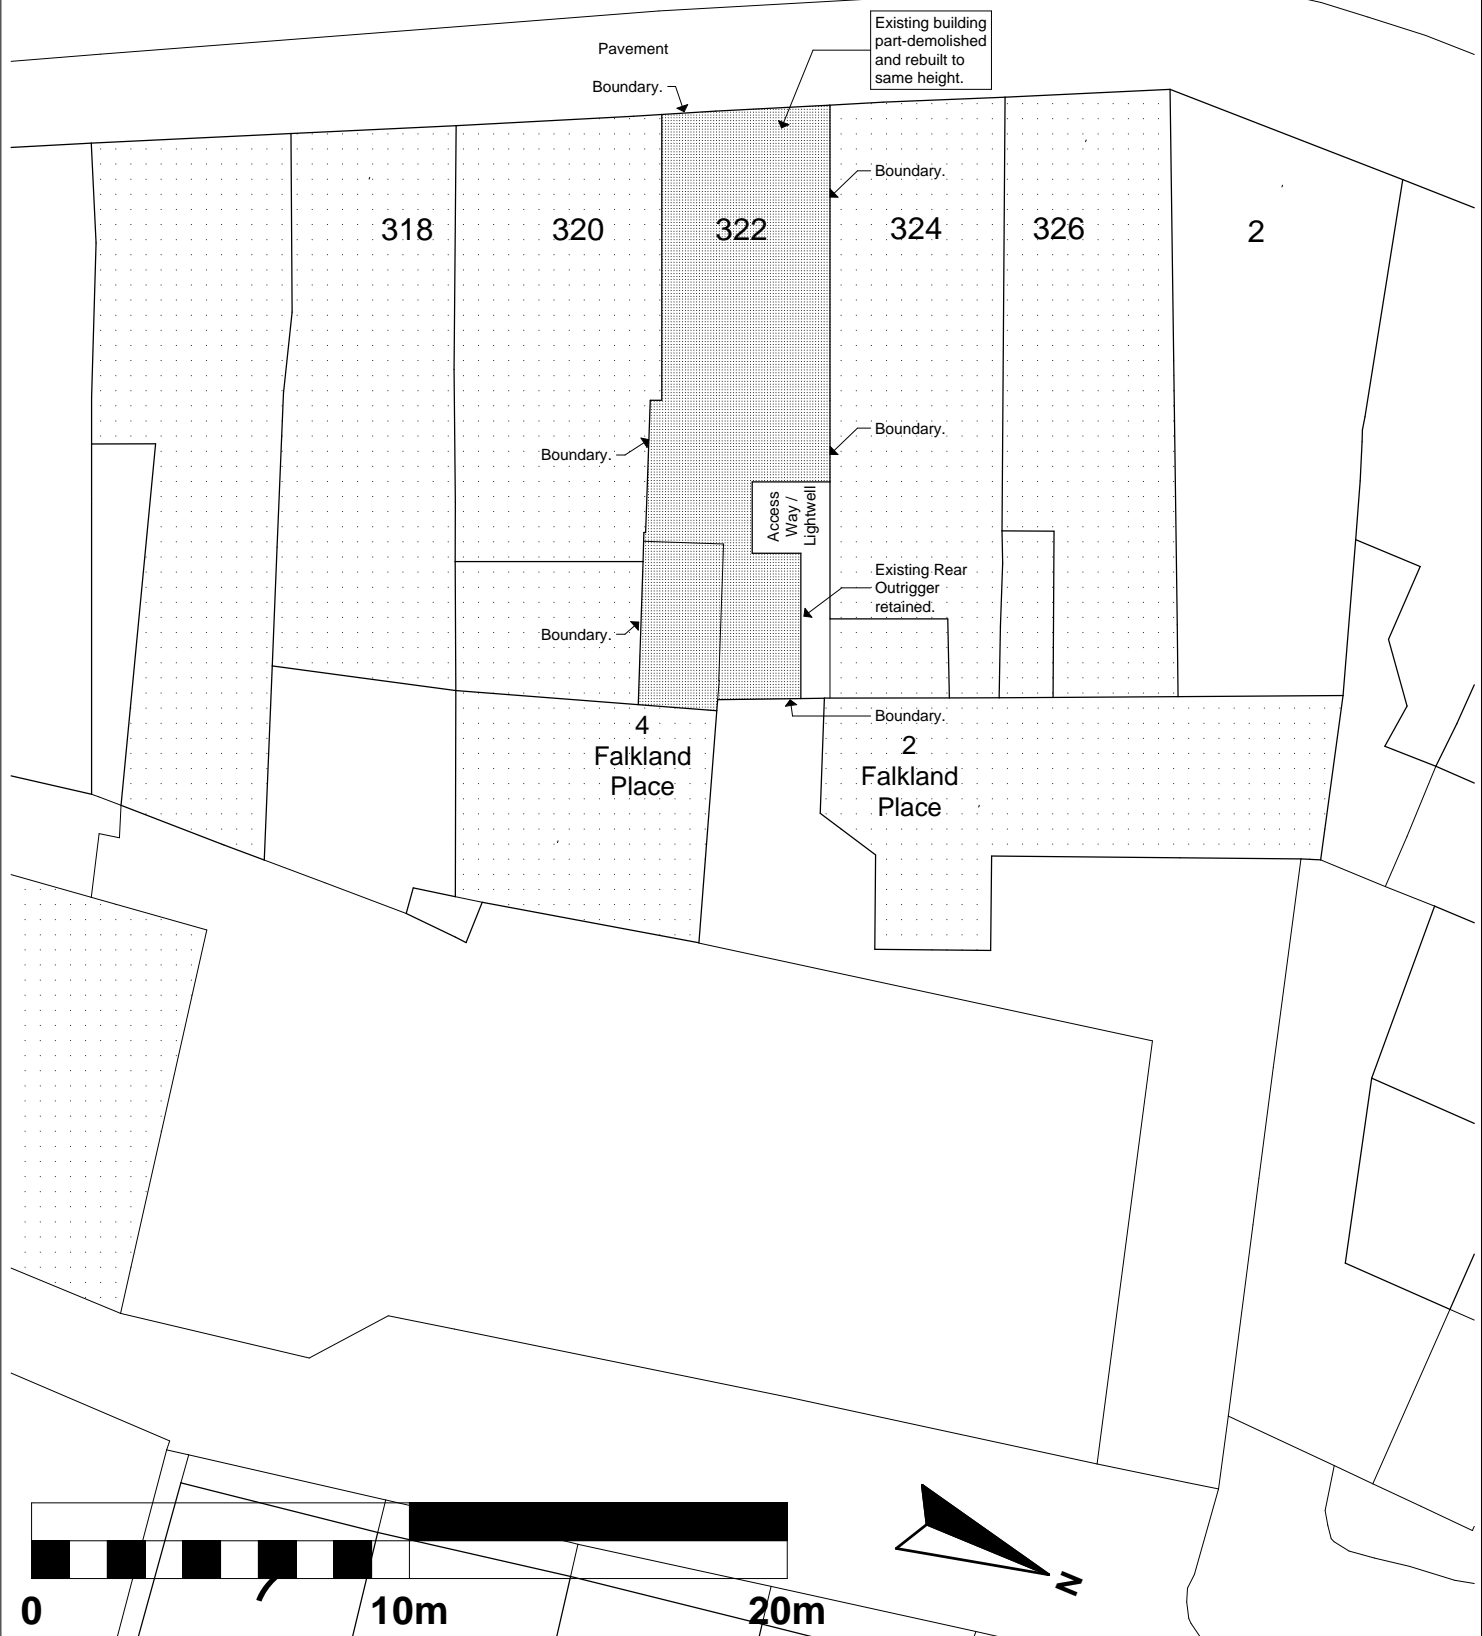 Existing building
part-demolished
and rebuilt to
same height.
Pavement
Boundary.
Boundary.
318
320
322
324
326
2
Boundary.
Boundary.
Access
Way /
Lightwell
Existing Rear
Outrigger
retained.
Boundary.
Boundary.
4
Falkland
Place
2
Falkland
Place
N
0
10m
20m